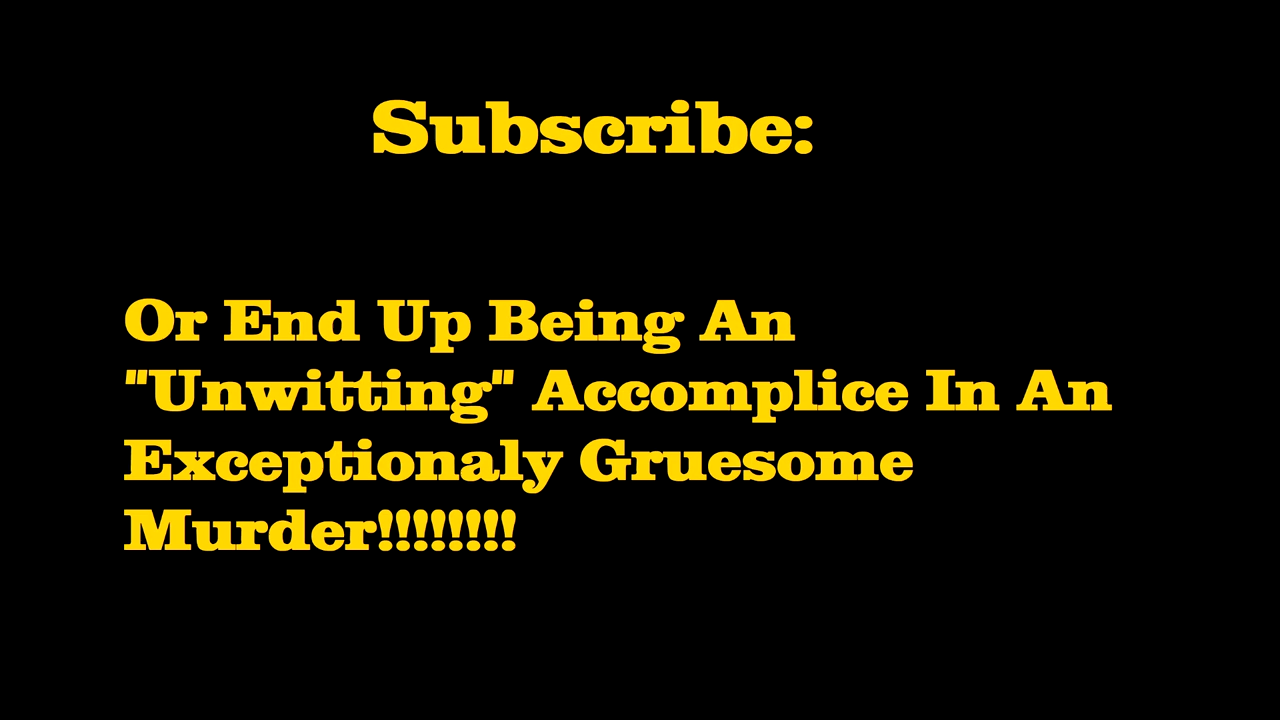 Subscribe:
Or End Up Being An
"Unwitting" Accomplice In An
Exceptionaly Gruesome
Murder!!!!!!!!